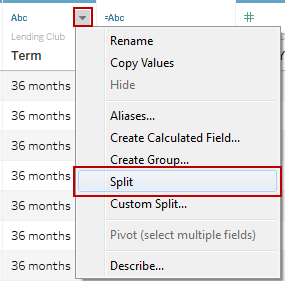 Abc =Abc #
Lending Club
Term
36 months
36 months
36 months
36 months
36 months
36 months
36 months
Rename
Copy Values
Hide
Aliases...
Create Calculated Field...
Create Group...
Split
Custom Split...
Pivot (select multiple fields)
Describe...